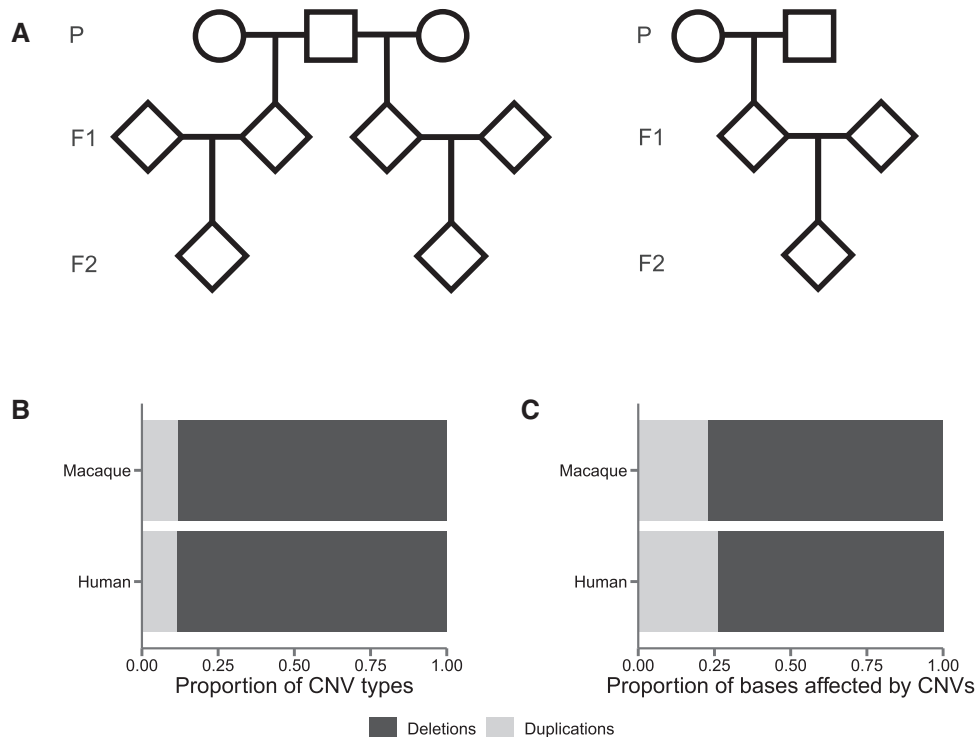 A P P
F1 F1
F2 F2
B C
Macaque Macaque
Human Human
0.00 0.25 0.50 0.75 1.00 0.00 0.25 0.50 0.75 1.00
Proportion of CNV types Proportion of bases affected by CNVs
Deletions Duplications